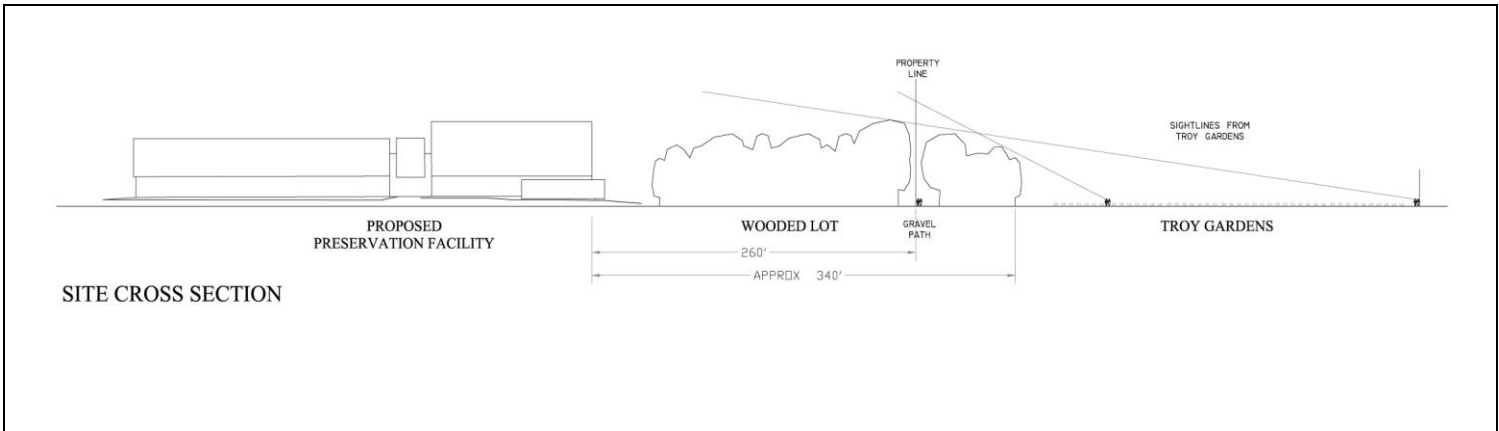 PROPERTY
LINE
SIGHTLINES FROM
TROY GARDENS
PROPOSED
PRESERVATION FACILITY
WOODED LOT
GRAVEL
PATH
TROY GARDENS
260'
APPROX 340'
SITE CROSS SECTION